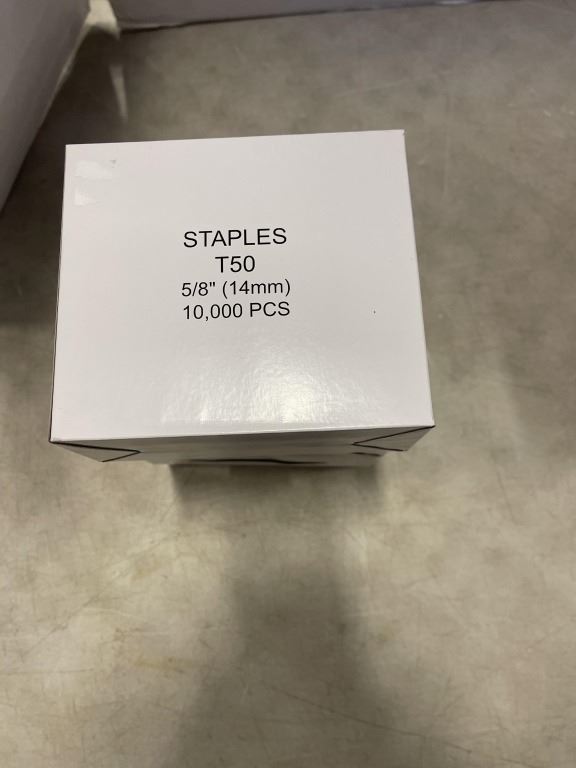 STAPLES
T50
5/8" (14mm)
10,000 PCS